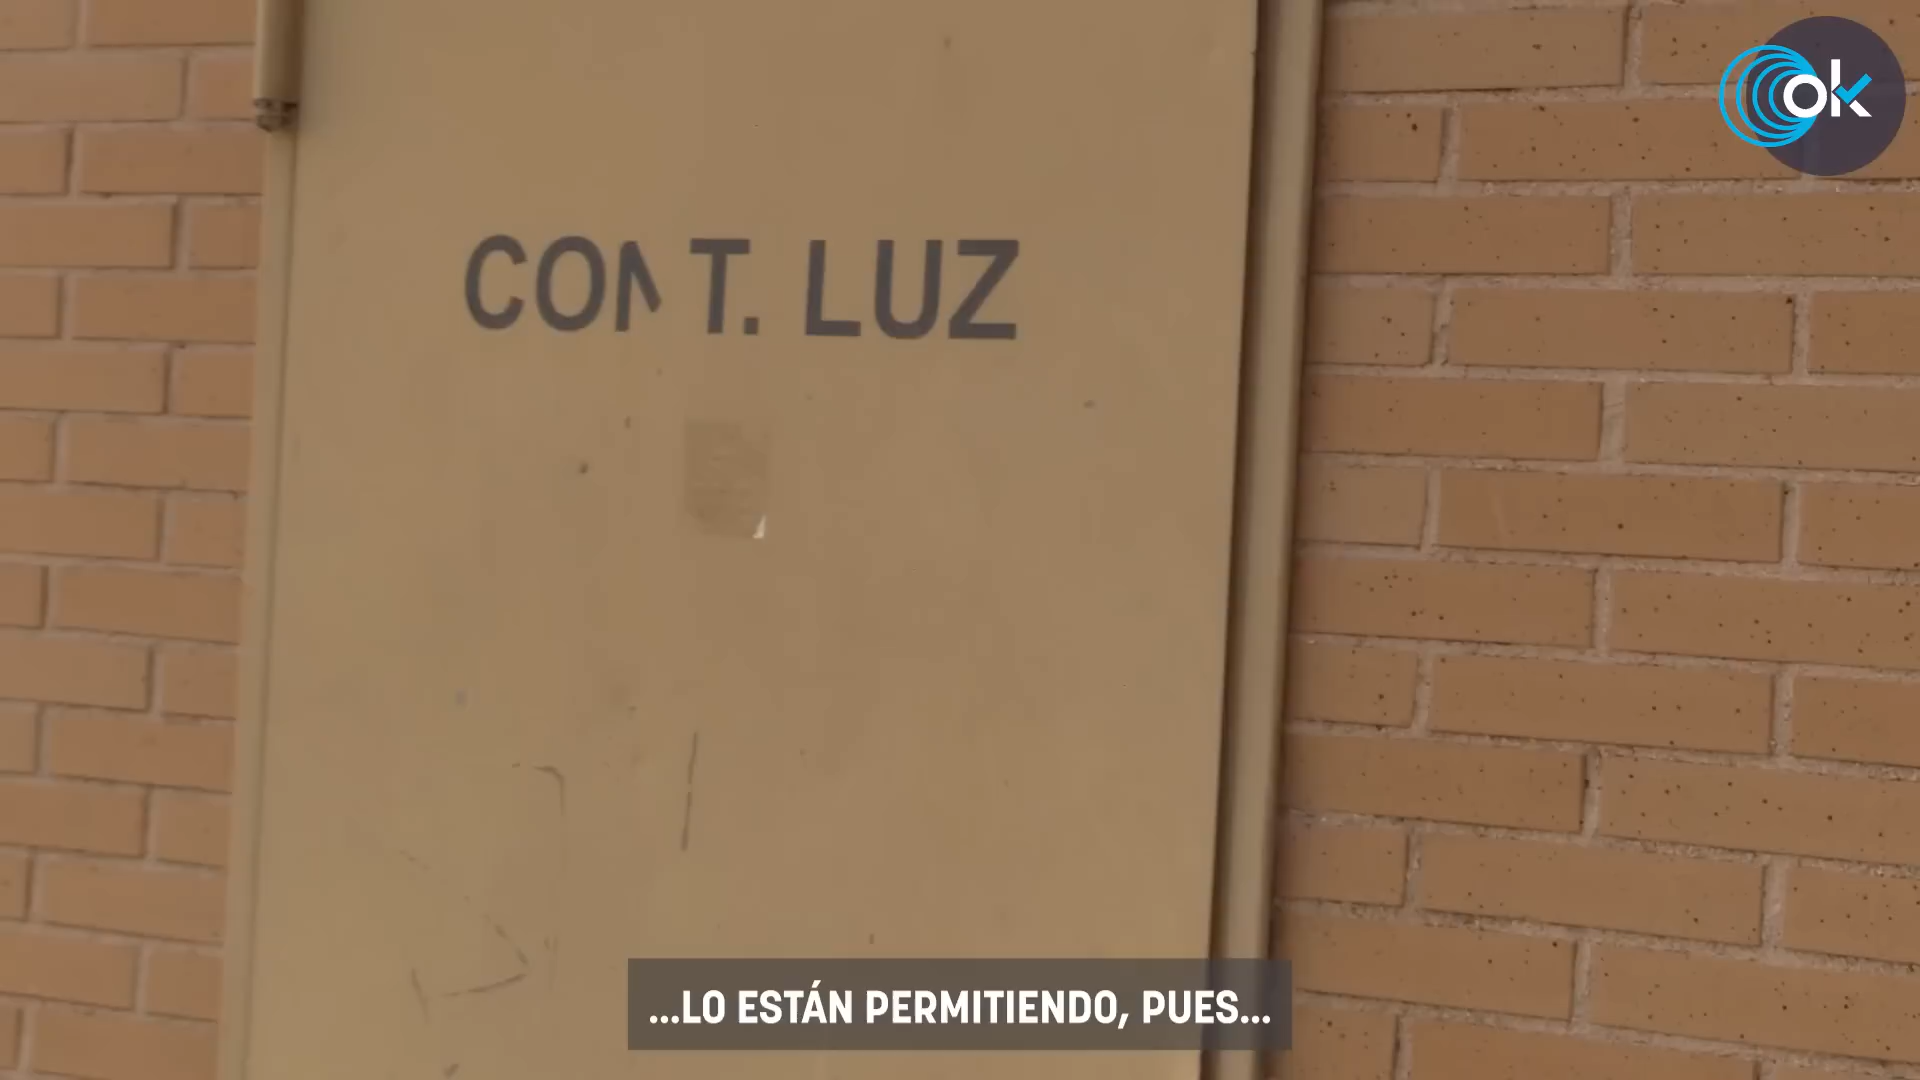 ok
CONT. LUZ
...LO ESTÁN PERMITIENDO, PUES...